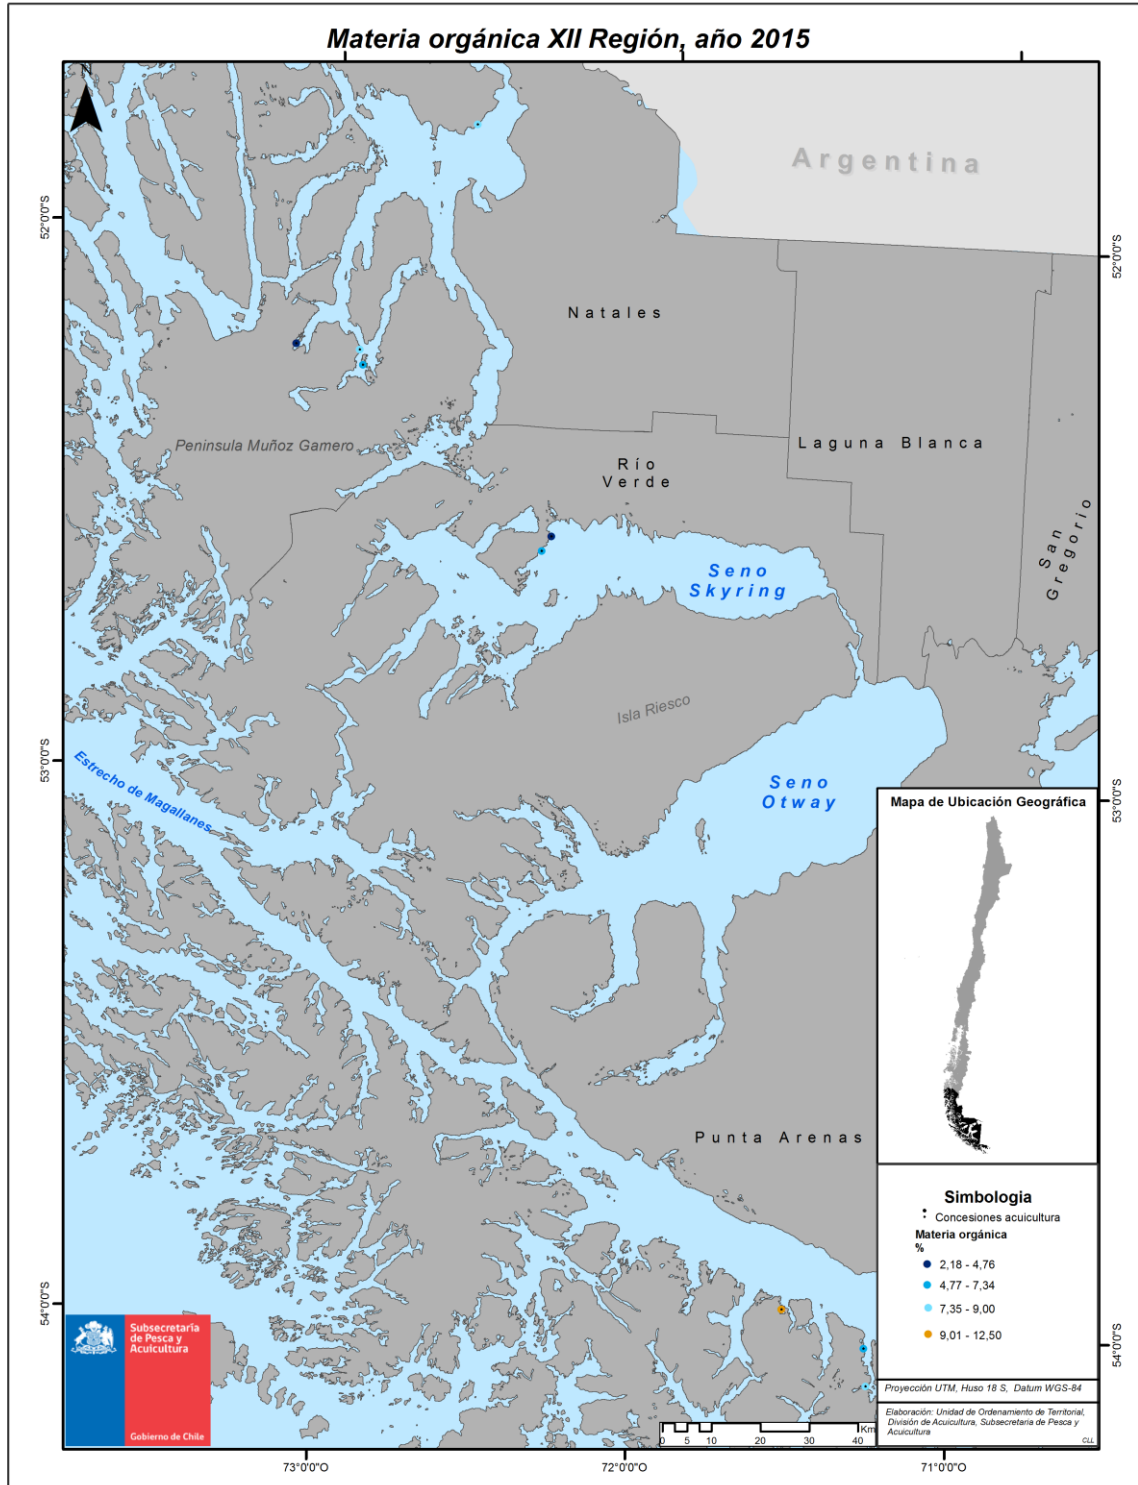 Materia orgánica XII Región, año 2015
N
Argentina
52°0'0"S
52°0'0"S
Natales
Peninsula Muñoz Gamero
Laguna Blanca
Río
Verde
San
Gregorio
Seno
Skyring
Isla Riesco
53°0'0"S
53°0'0"S
Estrecho de Magallanes
Seno
Otway
Mapa de Ubicación Geográfica
Punta Arenas
Simbologia
Concesiones acuicultura
Materia orgánica
%
2,18 - 4,76
4,77 - 7,34
7,35 - 9,00
9,01 - 12,50
54°0'0"S
54°0'0"S
Subsecretaría
de Pesca y
Acuicultura
Gobierno de Chile
Proyección UTM, Huso 18 S, Datum WGS-84
Elaboración: Unidad de Ordenamiento de Territorial,
División de Acuicultura, Subsecretaria de Pesca y
Acuicultura
CLL
Km
0 5 10 20 30 40
73°0'0"O
72°0'0"O
71°0'0"O